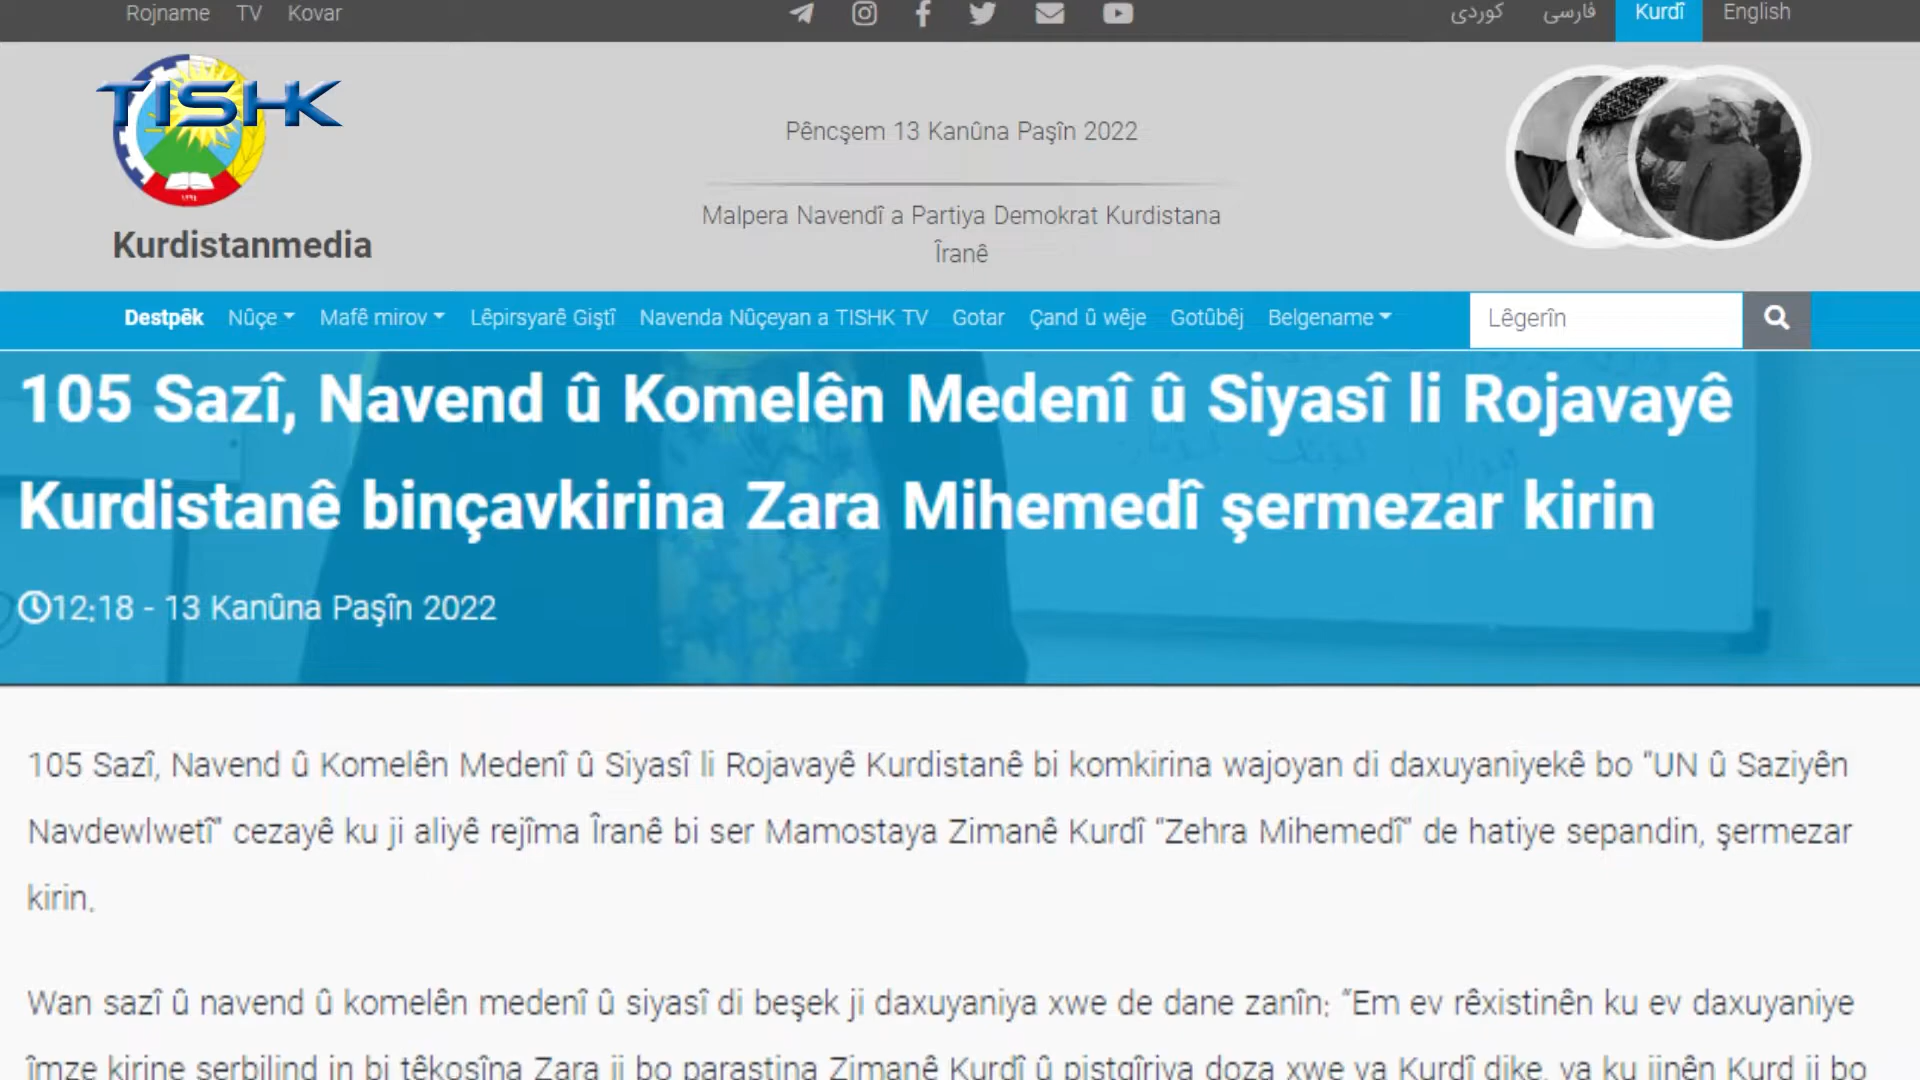 Rojname TV Kovar
کوردی فارسی Kurdî English
TISHK
١٣٢٤
Kurdistanmedia
Pêncşem 13 Kanûna Paşîn 2022
Malpera Navendî a Partiya Demokrat Kurdistana
Îranê
Destpêk Nûçe Mafê mirov Lêpirsyarê Giştî Navenda Nûçeyan a TISHK TV Gotar Çand û wêje Gotûbêj Belgename Lêgerîn
105 Sazî, Navend û Komelên Medenî û Siyasî li Rojavayê
Kurdistanê binçavkirina Zara Mihemedî şermezar kirin
12:18 - 13 Kanûna Paşîn 2022
105 Sazî, Navend û Komelên Medenî û Siyasî li Rojavayê Kurdistanê bi komkirina wajoyan di daxuyaniyekê bo “UN û Saziyên
Navdewlwetî” cezayê ku ji aliyê rejîma Îranê bi ser Mamostaya Zimanê Kurdî “Zehra Mihemedî” de hatiye sepandin, şermezar
kirin.
Wan sazî û navend û komelên medenî û siyasî di beşek ji daxuyaniya xwe de dane zanîn: “Em ev rêxistinên ku ev daxuyaniye
îmze kirine serbilind in bi têkoşîna Zara ji bo parastina Zimanê Kurdî û piştgîriya doza xwe ya Kurdî dike, ya ku jinên Kurd ji bo